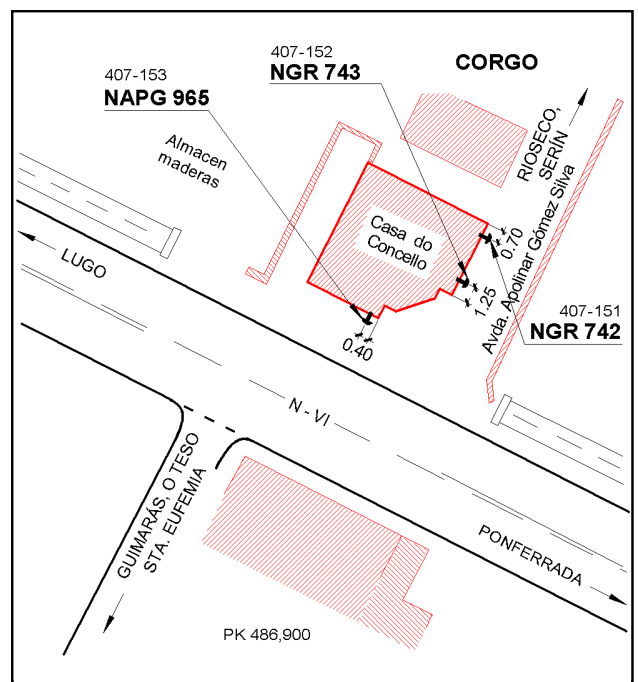 407-152
NGR 743
CORGO
407-153
NAPG 965
RIOSECO,
SERÍN
Avda. Apolinar Gómez Silva
Almacen
maderas
Casa do
Concello
0.70
LUGO
1.25
407-151
NGR 742
0.40
N - VI
GUIMARÁS, O TESO
STA. EUFEMIA
PONFERRADA
PK 486,900